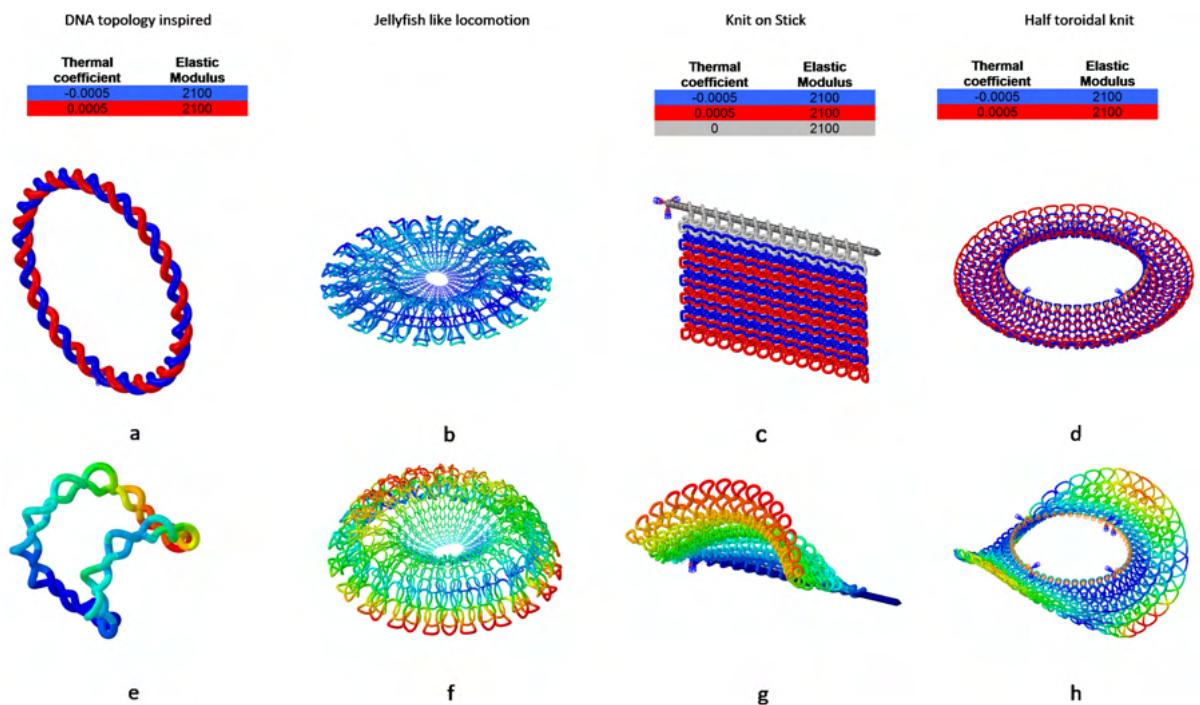 DNA topology inspired
Jellyfish like locomotion
Knit on Stick
Half toroidal knit
Thermal coefficient Elastic Modulus
-0.0005 2100
0.0005 2100
Thermal coefficient Elastic Modulus
-0.0005 2100
0.0005 2100
0 2100
Thermal coefficient Elastic Modulus
-0.0005 2100
0.0005 2100
a
b
c
d
e
f
g
h